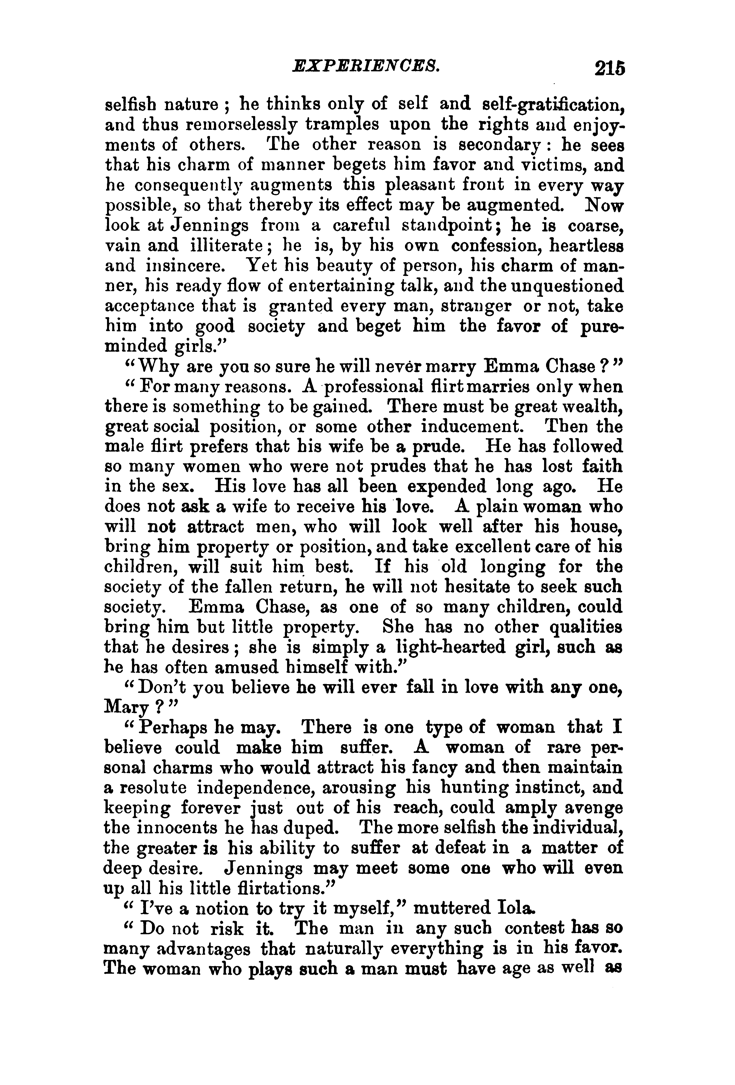 EXPERIENCES. 215
selfish nature ; he thinks only of self and self-gratification,
and thus remorselessly tramples upon the rights and enjoy-
ments of others. The other reason is secondary : he sees
that his charm of manner begets him favor and victims, and
he consequently augments this pleasant front in every way
possible, so that thereby its effect may be augmented. Now
look at Jennings from a careful standpoint; he is coarse,
vain and illiterate; he is, by his own confession, heartless
and insincere. Yet his beauty of person, his charm of man-
ner, his ready flow of entertaining talk, and the unquestioned
acceptance that is granted every man, stranger or not, take
him into good society and beget him the favor of pure-
minded girls.”
“Why are you so sure he will never marry Emma Chase ? ”
“ For many reasons. A professional flirt marries only when
there is something to be gained. There must be great wealth,
great social position, or some other inducement. Then the
male flirt prefers that his wife be a prude. He has followed
so many women who were not prudes that he has lost faith
in the sex. His love has all been expended long ago. He
does not ask a wife to receive his love. A plain woman who
will not attract men, who will look well after his house,
bring him property or position, and take excellent care of his
children, will suit him best. If his old longing for the
society of the fallen return, he will not hesitate to seek such
society. Emma Chase, as one of so many children, could
bring him but little property. She has no other qualities
that he desires ; she is simply a light-hearted girl, such as
he has often amused himself with.”
“Don’t you believe he will ever fall in love with any one,
Mary ? ”
“ Perhaps he may. There is one type of woman that I
believe could make him suffer. A woman of rare per-
sonal charms who would attract his fancy and then maintain
a resolute independence, arousing his hunting instinct, and
keeping forever just out of his reach, could amply avenge
the innocents he has duped. The more selfish the individual,
the greater is his ability to suffer at defeat in a matter of
deep desire. Jennings may meet some one who will even
up all his little flirtations.”
“ I’ve a notion to try it myself,” muttered Iola.
“ Do not risk it. The man in any such contest has so
many advantages that naturally everything is in his favor.
The woman who plays such a man must have age as well as